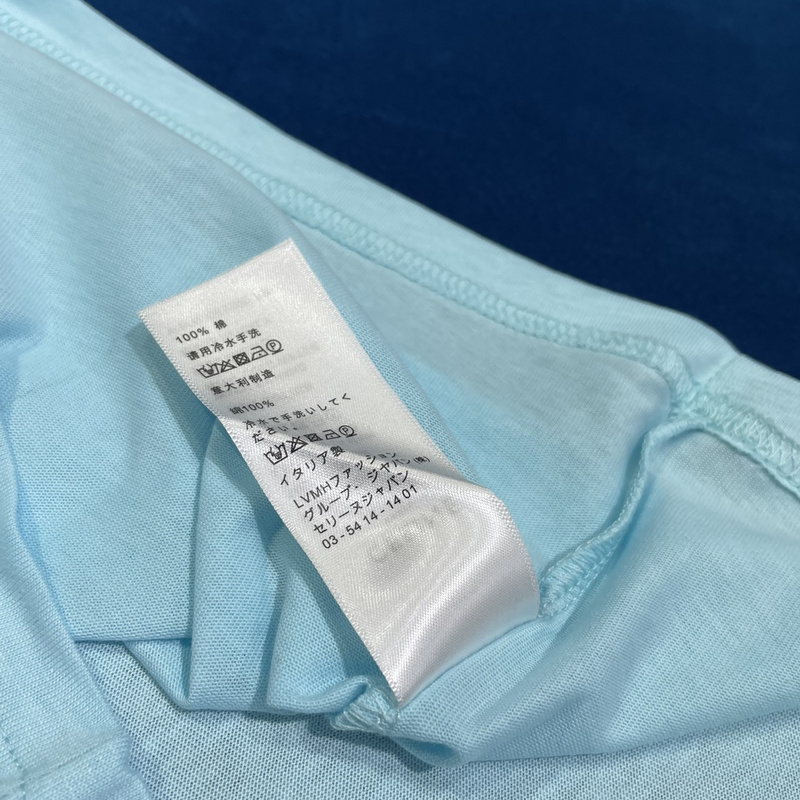 100% 棉
请用冷水手洗
意大利制造
綿100%
冷水で手洗いしてく
ださい。
イタリア製
LVMHファッション
グループ・ジャパン(株)
セリーヌジャパン
03-5414-1401